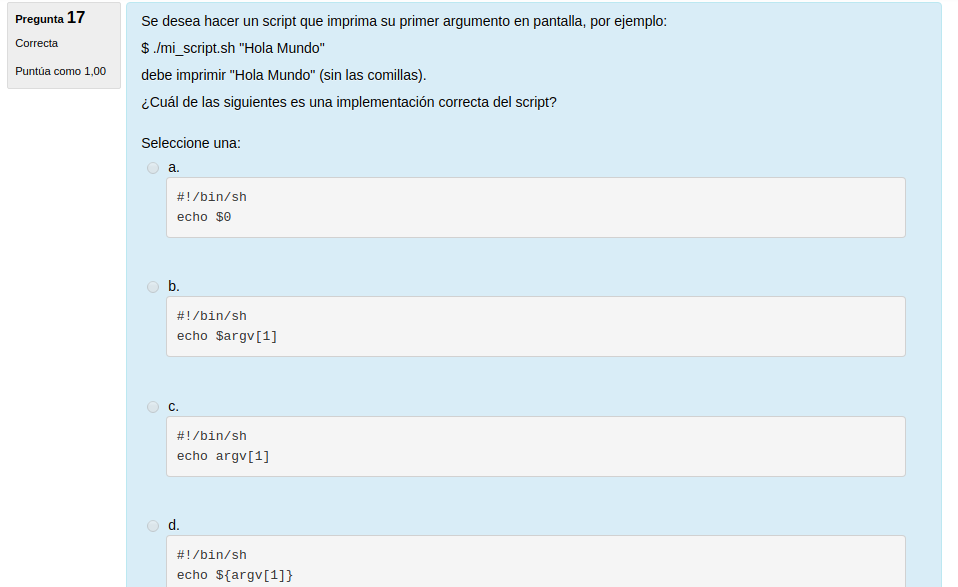 Pregunta 17
Correcta
Puntúa como 1,00
Se desea hacer un script que imprima su primer argumento en pantalla, por ejemplo:
$ ./mi_script.sh "Hola Mundo"
debe imprimir "Hola Mundo" (sin las comillas).
¿Cuál de las siguientes es una implementación correcta del script?
Seleccione una:
a.
#!/bin/sh
echo $0
b.
#!/bin/sh
echo $argv[1]
c.
#!/bin/sh
echo argv[1]
d.
#!/bin/sh
echo ${argv[1]}